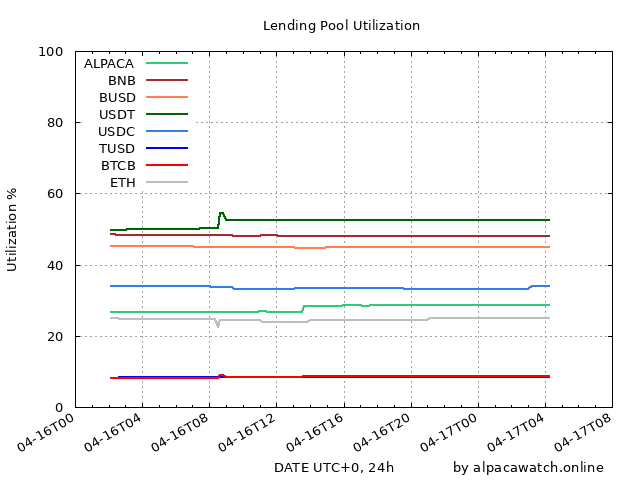 Lending Pool Utilization
Utilization %
100
80
60
40
20
0
ALPACA
BNB
BUSD
USDT
USDC
TUSD
BTCB
ETH
04-16T00
04-16T04
04-16T08
04-16T12
04-16T16
04-16T20
04-17T00
04-17T04
04-17T08
DATE UTC+0, 24h
by alpacawatch.online